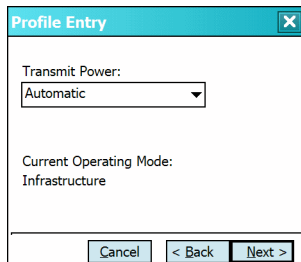 Profile Entry
Transmit Power:
Automatic
Current Operating Mode:
Infrastructure
Cancel < Back Next >